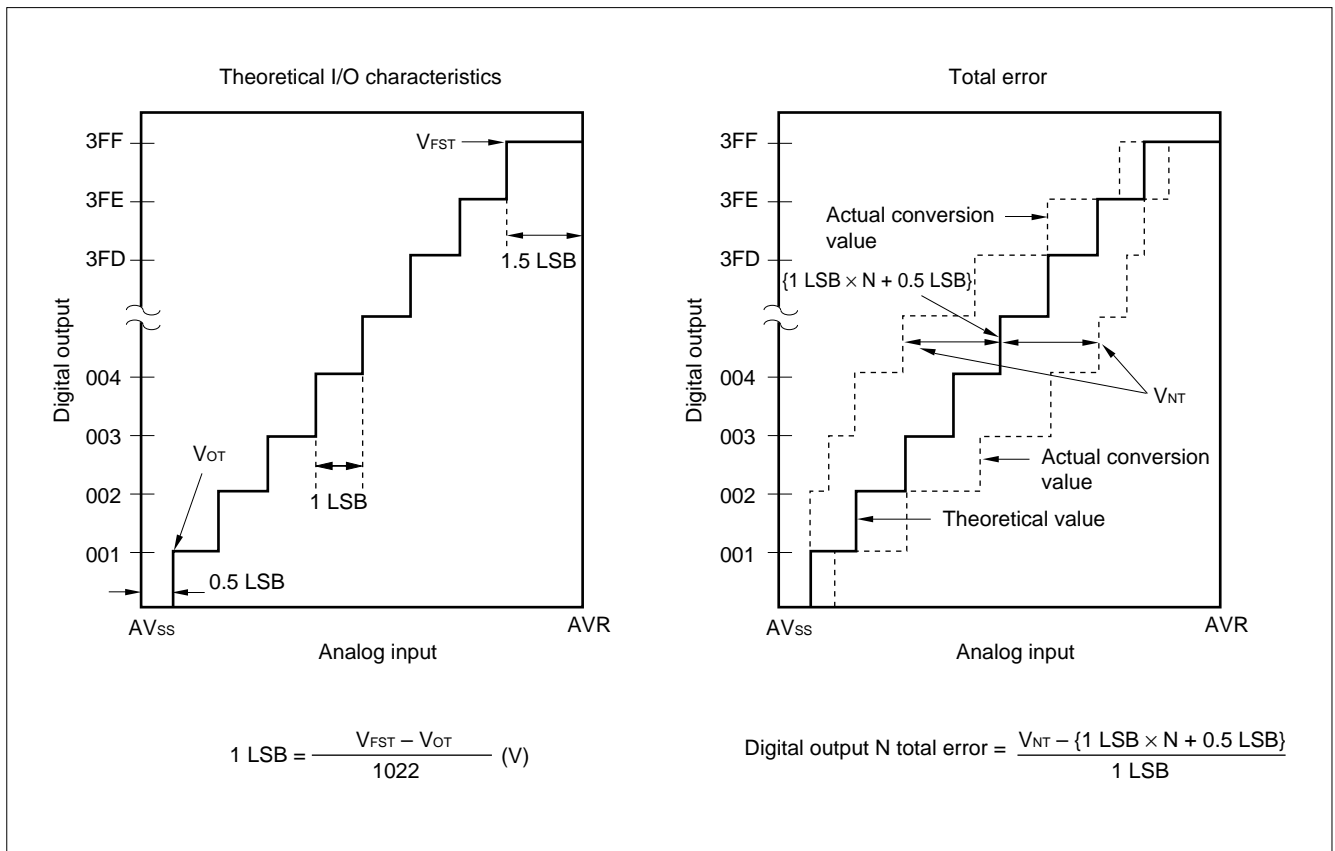 Theoretical I/O characteristics
3FF
3FE
3FD
004
003
002
001
Digital output
VFST
1.5 LSB
VOT
1 LSB
0.5 LSB
AVSS
AVR
Analog input
1 LSB = VFST – VOT / 1022 (V)
Total error
3FF
3FE
3FD
004
003
002
001
Digital output
Actual conversion
value
{1 LSB × N + 0.5 LSB}
VNT
Actual conversion
value
Theoretical value
AVSS
AVR
Analog input
Digital output N total error = VNT – {1 LSB × N + 0.5 LSB} / 1 LSB